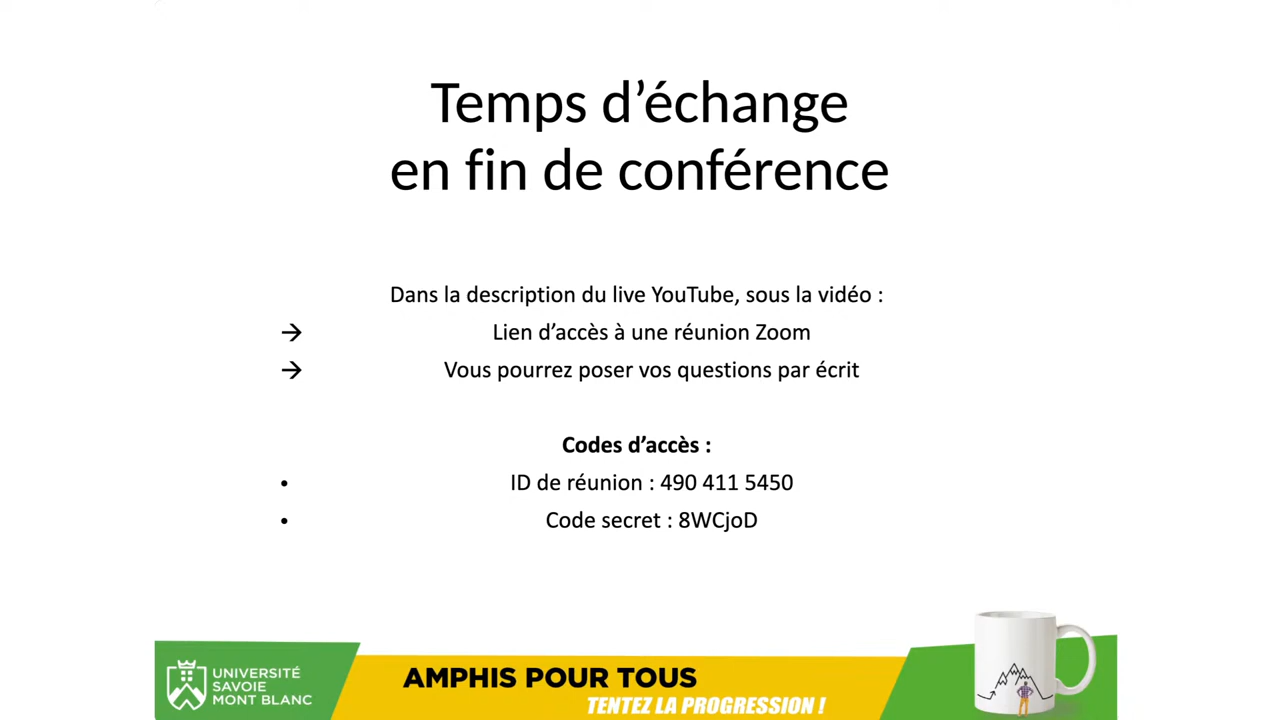 Temps d’échange
en fin de conférence
Dans la description du live YouTube, sous la vidéo :
→ Lien d’accès à une réunion Zoom
→ Vous pourrez poser vos questions par écrit
Codes d’accès :
• ID de réunion : 490 411 5450
• Code secret : 8WCjoD
UNIVERSITÉ
SAVOIE
MONT BLANC
AMPHIS POUR TOUS
TENTEZ LA PROGRESSION !